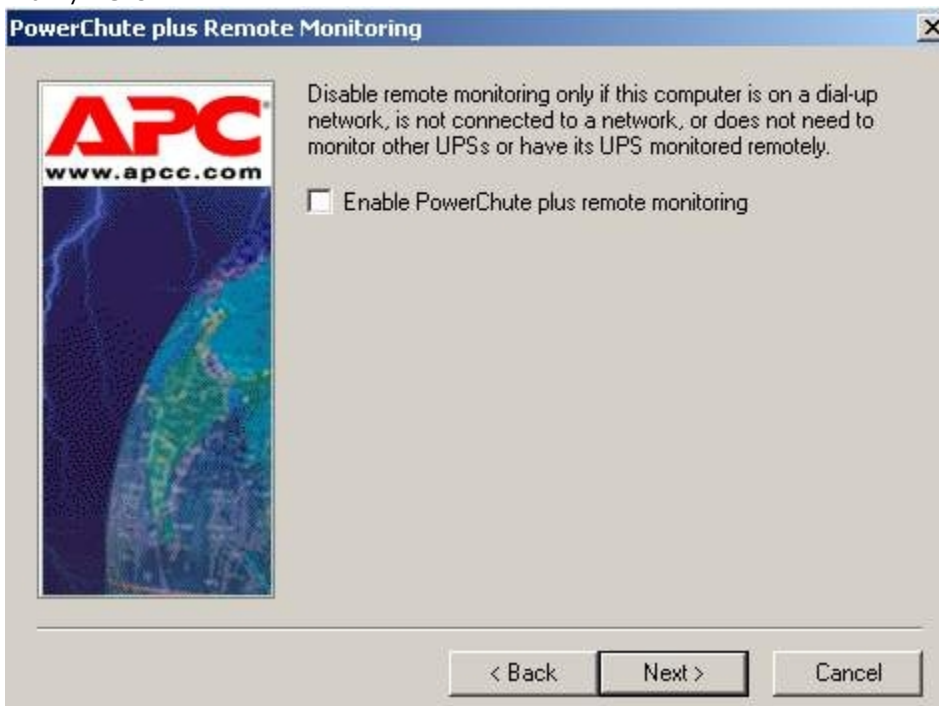 PowerChute plus Remote Monitoring
APC
www.apcc.com
Disable remote monitoring only if this computer is on a dial-up
network, is not connected to a network, or does not need to
monitor other UPSs or have its UPS monitored remotely.
Enable PowerChute plus remote monitoring
< Back
Next >
Cancel